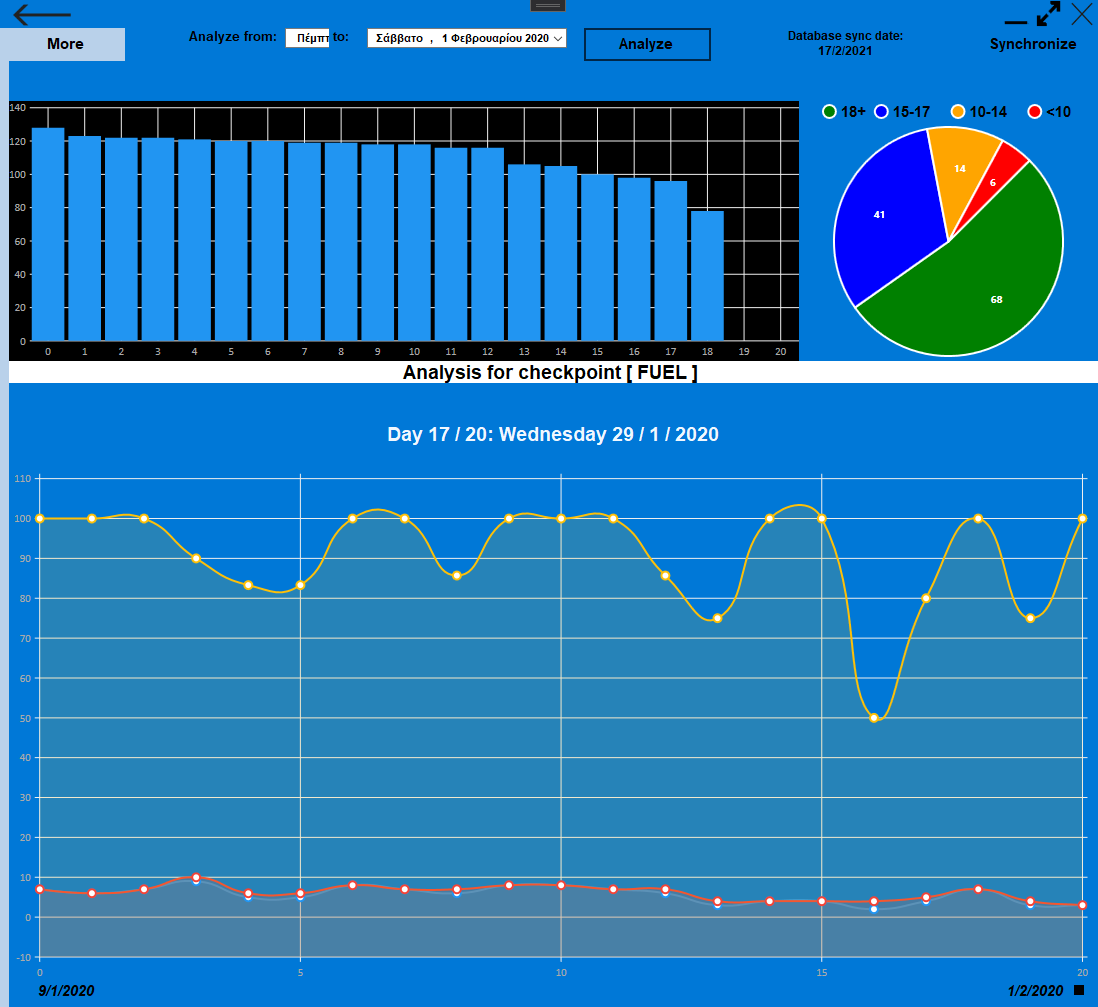 More
Analyze from:
Πέμπτ
to:
Σάββατο , 1 Φεβρουαρίου 2020
Analyze
Database sync date:
17/2/2021
Synchronize
140
120
100
80
60
40
20
0
0 1 2 3 4 5 6 7 8 9 10 11 12 13 14 15 16 17 18 19 20
18+ 15-17 10-14 <10
14
6
41
68
Analysis for checkpoint [ FUEL ]
Day 17 / 20: Wednesday 29 / 1 / 2020
110
100
90
80
70
60
50
40
30
20
10
0
-10
0 5 10 15 20
9/1/2020
1/2/2020